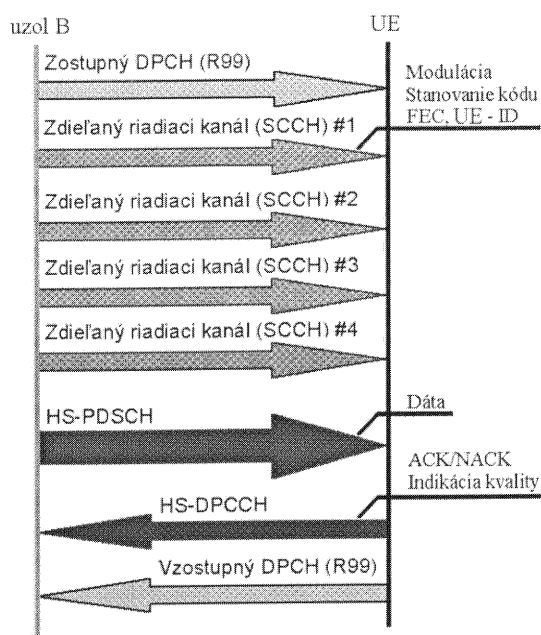 uzol B
UE
Zostupný DPCH (R99)
Modulácia
Stanovanie kódu
FEC, UE - ID
Zdieľaný riadiaci kanál (SCCH) #1
Zdieľaný riadiaci kanál (SCCH) #2
Zdieľaný riadiaci kanál (SCCH) #3
Zdieľaný riadiaci kanál (SCCH) #4
HS-PDSCH
Dáta
HS-DPCCH
ACK/NACK
Indikácia kvality
Vzostupný DPCH (R99)